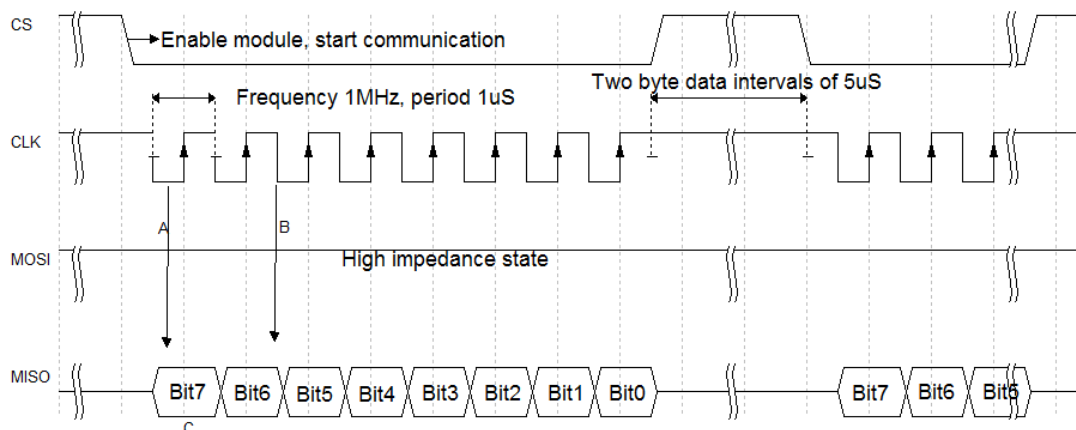 CS
Enable module, start communication
Two byte data intervals of 5uS
Frequency 1MHz, period 1uS
CLK
A
B
MOSI
High impedance state
MISO
Bit7 Bit6 Bit5 Bit4 Bit3 Bit2 Bit1 Bit0 Bit7 Bit6 Bit5
C